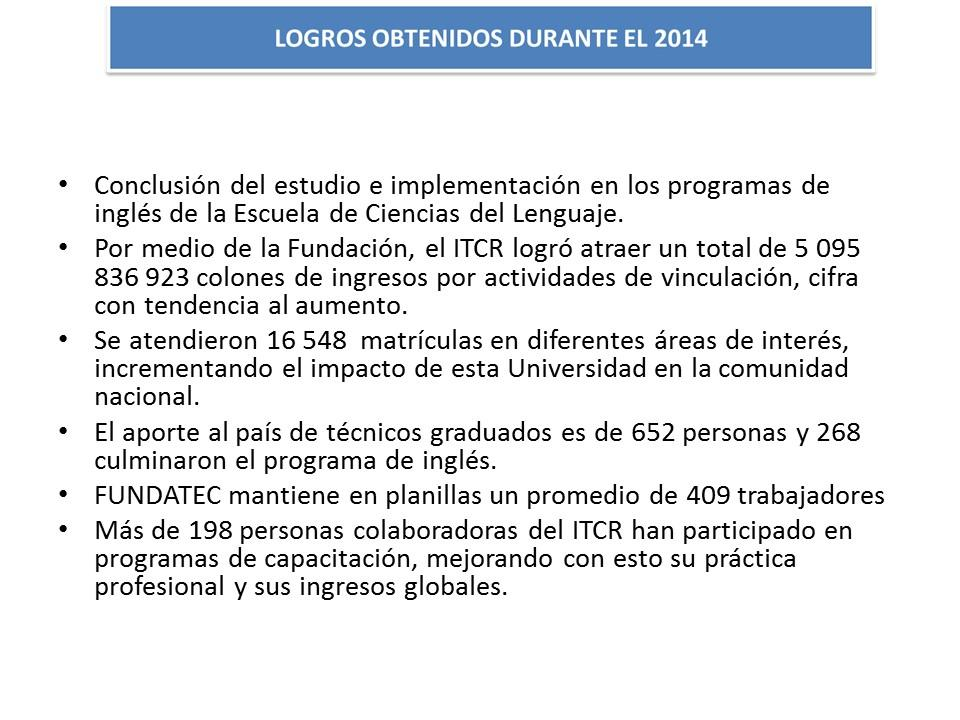 LOGROS OBTENIDOS DURANTE EL 2014
• Conclusión del estudio e implementación en los programas de
inglés de la Escuela de Ciencias del Lenguaje.
• Por medio de la Fundación, el ITCR logró atraer un total de 5 095
836 923 colones de ingresos por actividades de vinculación, cifra
con tendencia al aumento.
• Se atendieron 16 548 matrículas en diferentes áreas de interés,
incrementando el impacto de esta Universidad en la comunidad
nacional.
• El aporte al país de técnicos graduados es de 652 personas y 268
culminaron el programa de inglés.
• FUNDATEC mantiene en planillas un promedio de 409 trabajadores
• Más de 198 personas colaboradoras del ITCR han participado en
programas de capacitación, mejorando con esto su práctica
profesional y sus ingresos globales.